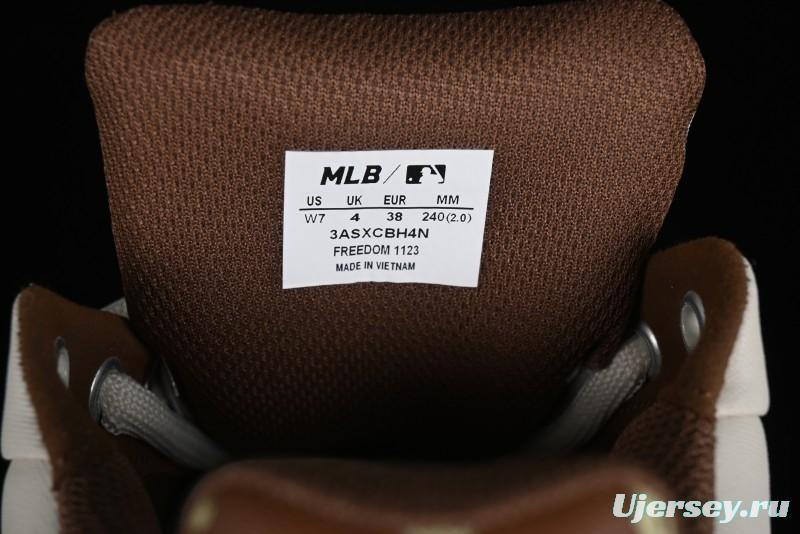 MLB /
US UK EUR MM
W7 4 38 240(2.0)
3ASXCBH4N
FREEDOM 1123
MADE IN VIETNAM
Ujersey.ru